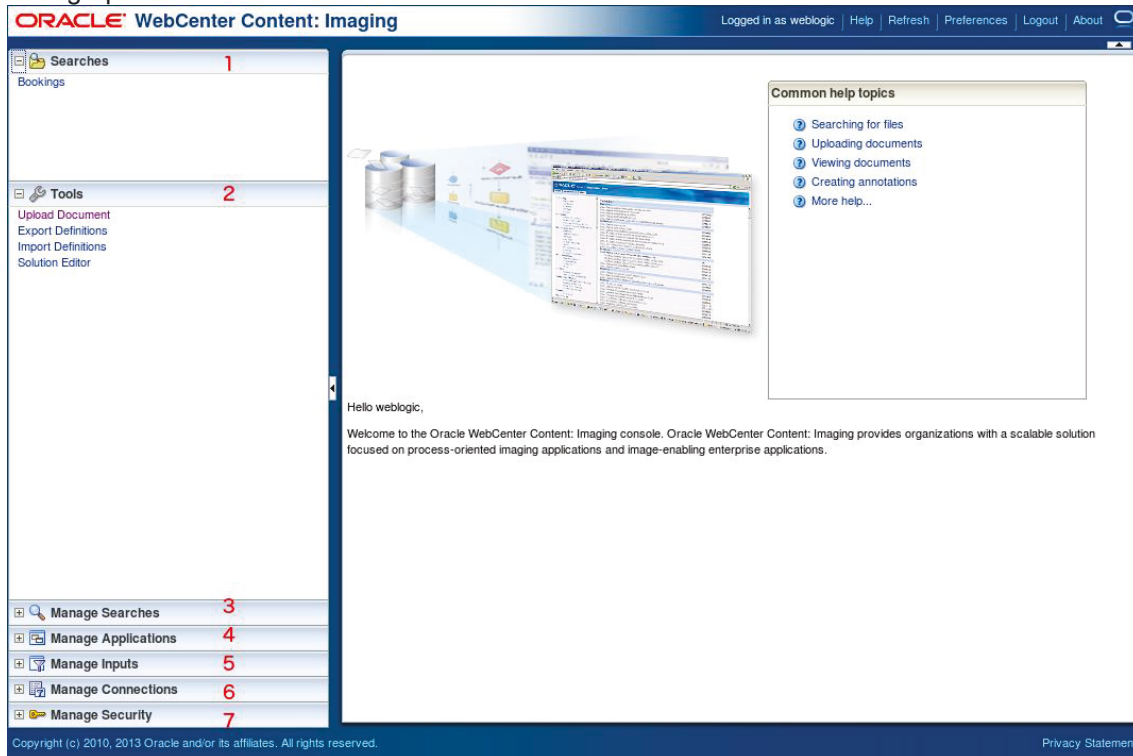 ORACLE WebCenter Content: Imaging
Logged in as weblogic Help Refresh Preferences Logout About
Searches 1
Bookings
Tools 2
Upload Document
Export Definitions
Import Definitions
Solution Editor
Manage Searches 3
Manage Applications 4
Manage Inputs 5
Manage Connections 6
Manage Security 7
Common help topics
Searching for files
Uploading documents
Viewing documents
Creating annotations
More help...
Hello weblogic,
Welcome to the Oracle WebCenter Content: Imaging console. Oracle WebCenter Content: Imaging provides organizations with a scalable solution
focused on process-oriented imaging applications and image-enabling enterprise applications.
Copyright (c) 2010, 2013 Oracle and/or its affiliates. All rights reserved.
Privacy Statemen